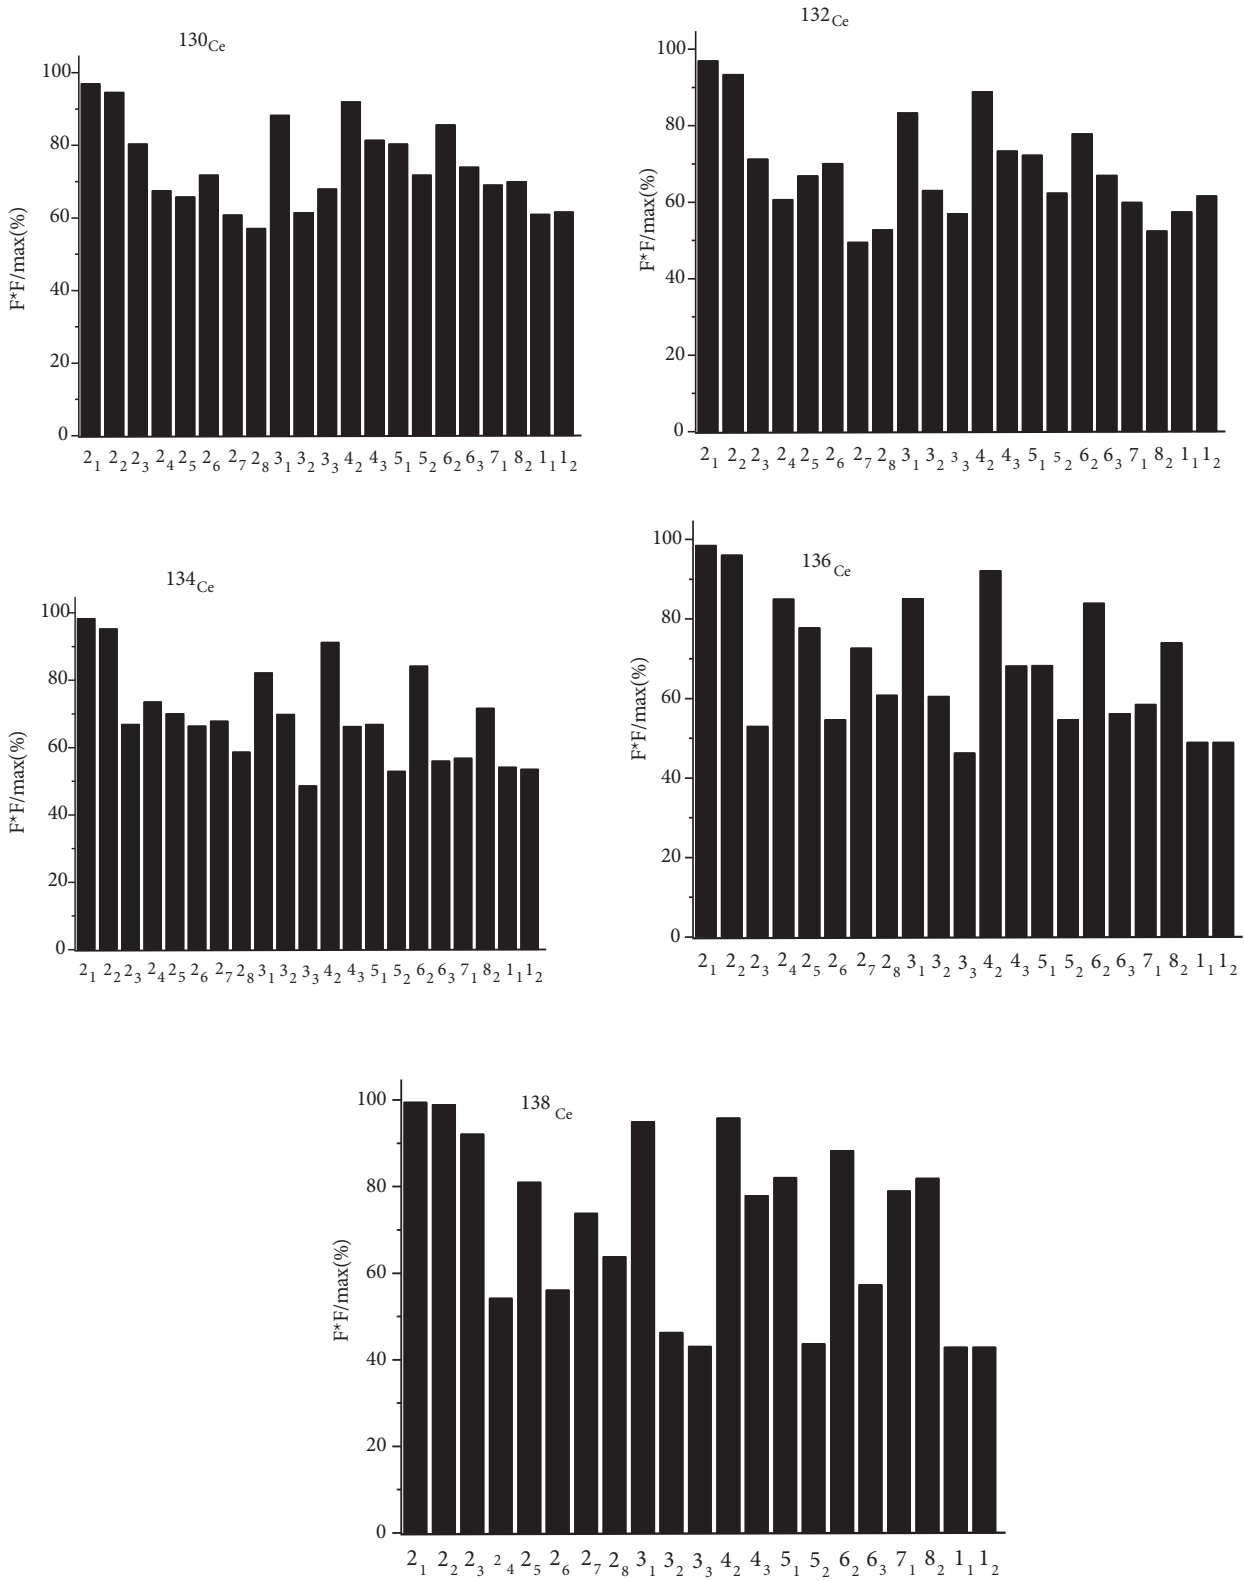 130Ce
F*F/max(%)
100
80
60
40
20
0
2₁ 2₂ 2₃ 2₄ 2₅ 2₆ 2₇ 2₈ 3₁ 3₂ 3₃ 4₂ 4₃ 5₁ 5₂ 6₂ 6₃ 7₁ 8₂ 1₁ 1₂
132Ce
F*F/max(%)
100
80
60
40
20
0
2₁ 2₂ 2₃ 2₄ 2₅ 2₆ 2₇ 2₈ 3₁ 3₂ 3₃ 4₂ 4₃ 5₁ 5₂ 6₂ 6₃ 7₁ 8₂ 1₁ 1₂
134Ce
F*F/max(%)
100
80
60
40
20
0
2₁ 2₂ 2₃ 2₄ 2₅ 2₆ 2₇ 2₈ 3₁ 3₂ 3₃ 4₂ 4₃ 5₁ 5₂ 6₂ 6₃ 7₁ 8₂ 1₁ 1₂
136Ce
F*F/max(%)
100
80
60
40
20
0
2₁ 2₂ 2₃ 2₄ 2₅ 2₆ 2₇ 2₈ 3₁ 3₂ 3₃ 4₂ 4₃ 5₁ 5₂ 6₂ 6₃ 7₁ 8₂ 1₁ 1₂
138 Ce
F*F/max(%)
100
80
60
40
20
0
2₁ 2₂ 2₃ 2₄ 2₅ 2₆ 2₇ 2₈ 3₁ 3₂ 3₃ 4₂ 4₃ 5₁ 5₂ 6₂ 6₃ 7₁ 8₂ 1₁ 1₂